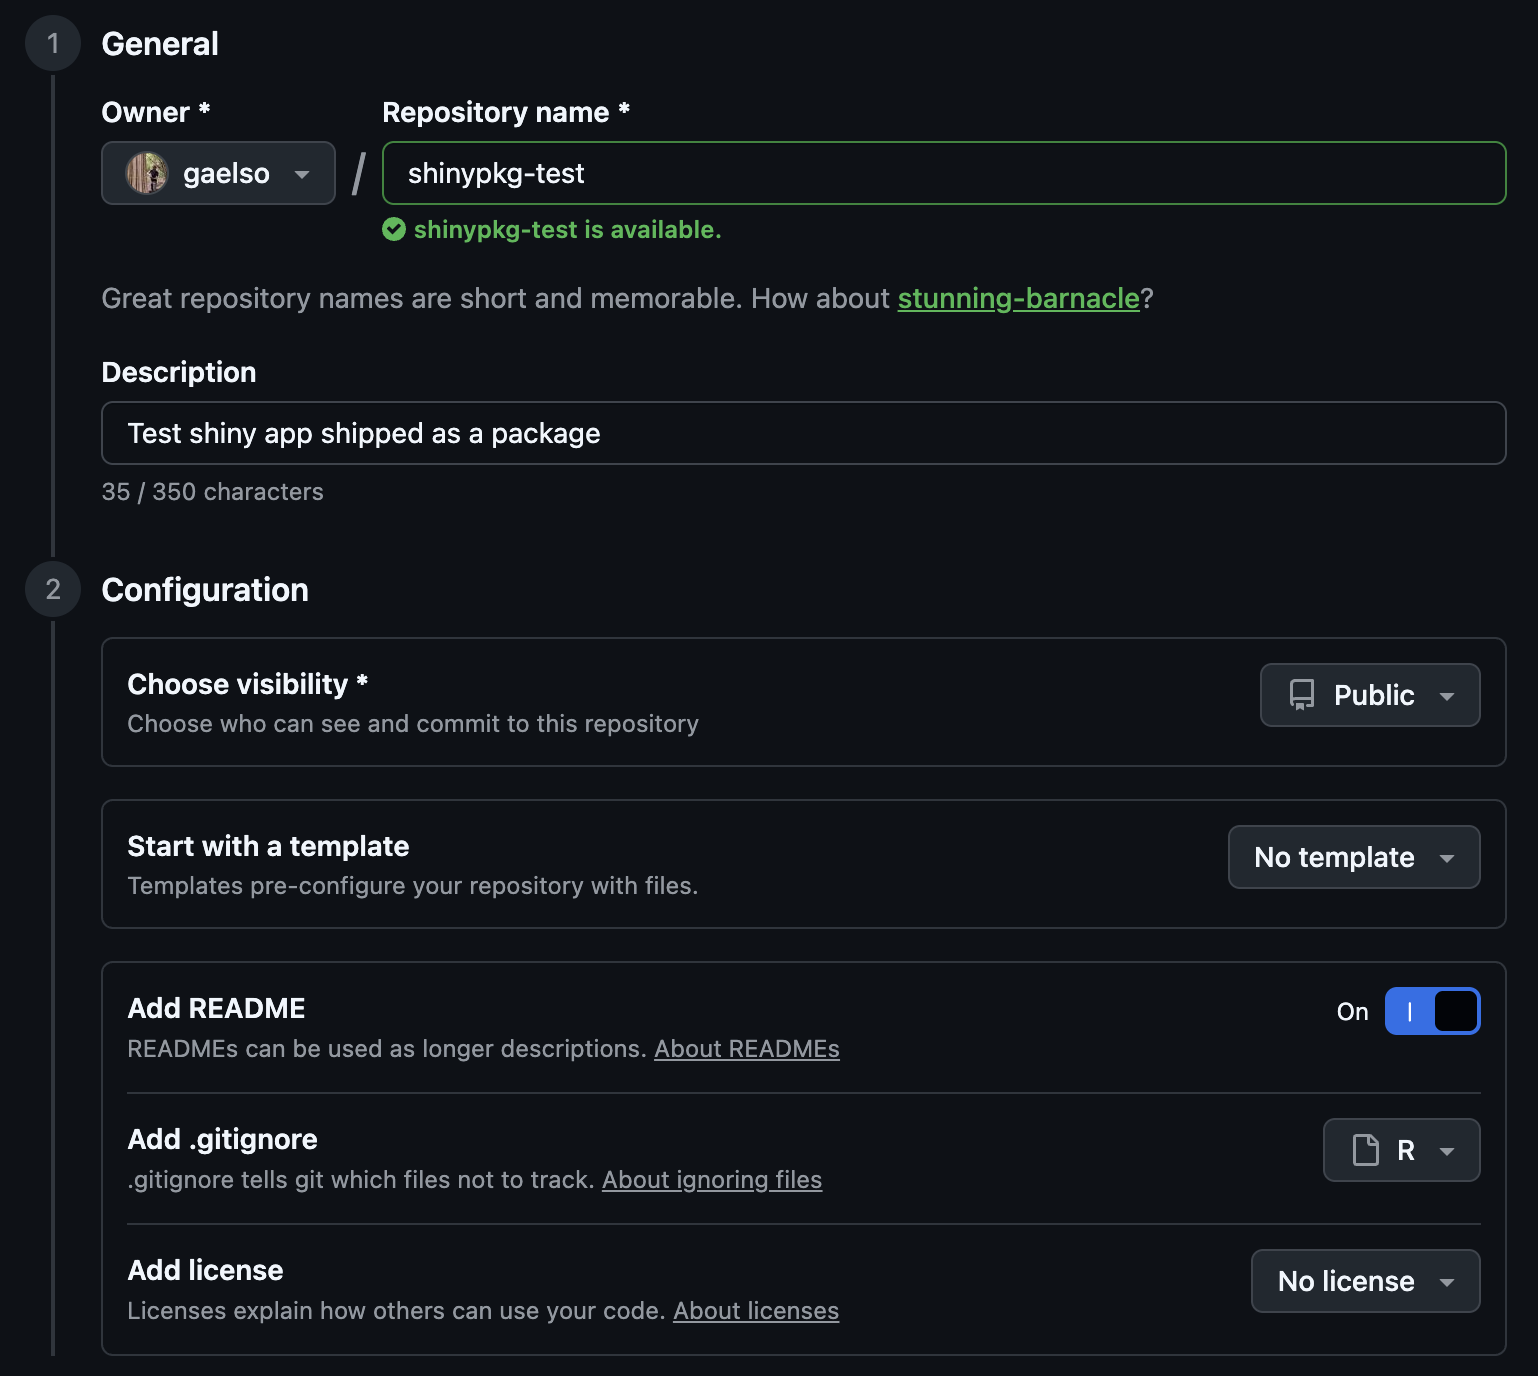 1
General
Owner *
Repository name *
gaelso
/
shinypkg-test
shinypkg-test is available.
Great repository names are short and memorable. How about stunning-barnacle?
Description
Test shiny app shipped as a package
35 / 350 characters
2
Configuration
Choose visibility *
Choose who can see and commit to this repository
Public
Start with a template
Templates pre-configure your repository with files.
No template
Add README
READMEs can be used as longer descriptions. About READMEs
On
Add .gitignore
.gitignore tells git which files not to track. About ignoring files
R
Add license
Licenses explain how others can use your code. About licenses
No license